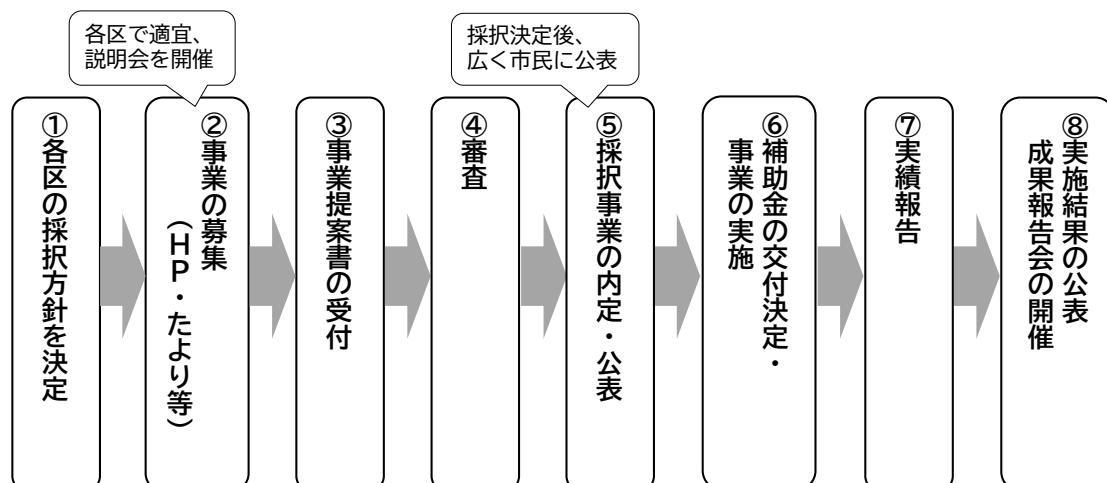 各区で適宜、
説明会を開催
採択決定後、
広く市民に公表
①各区の採択方針を決定
②事業の募集
（ＨＰ・たより等）
③事業提案書の受付
④審査
⑤採択事業の内定・公表
⑥補助金の交付決定・
事業の実施
⑦実績報告
⑧実施結果の公表
成果報告会の開催